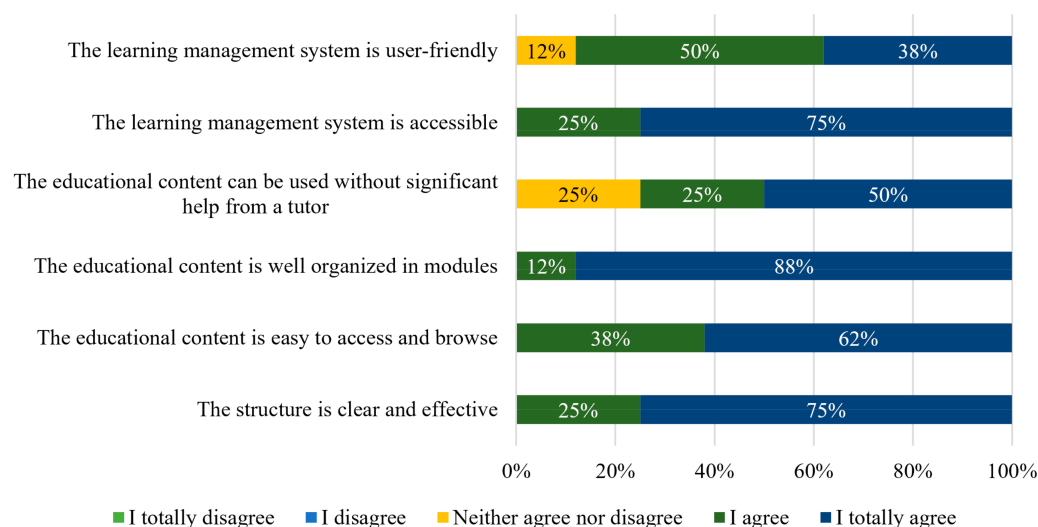 The learning management system is user-friendly
12% 50% 38%
The learning management system is accessible
25% 75%
The educational content can be used without significant
help from a tutor
25% 25% 50%
The educational content is well organized in modules
12% 88%
The educational content is easy to access and browse
38% 62%
The structure is clear and effective
25% 75%
0% 20% 40% 60% 80% 100%
I totally disagree I disagree Neither agree nor disagree I agree I totally agree